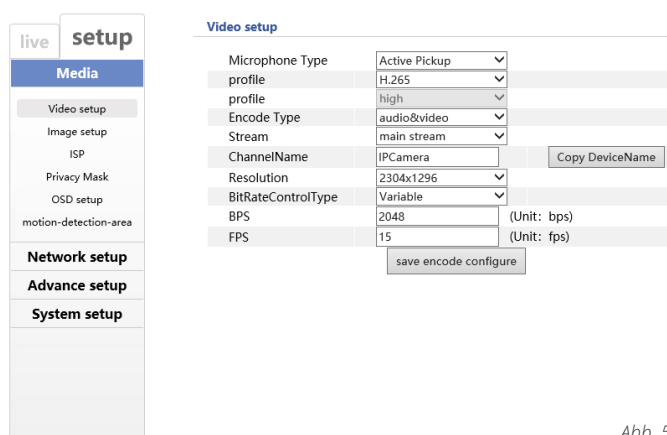 live
setup
Media
Video setup
Image setup
ISP
Privacy Mask
OSD setup
motion-detection-area
Network setup
Advance setup
System setup
Video setup
Microphone Type Active Pickup
profile H.265
profile high
Encode Type audio&video
Stream main stream
ChannelName IPCamera Copy DeviceName
Resolution 2304x1296
BitRateControlType Variable
BPS 2048 (Unit: bps)
FPS 15 (Unit: fps)
save encode configure
Abb. 5